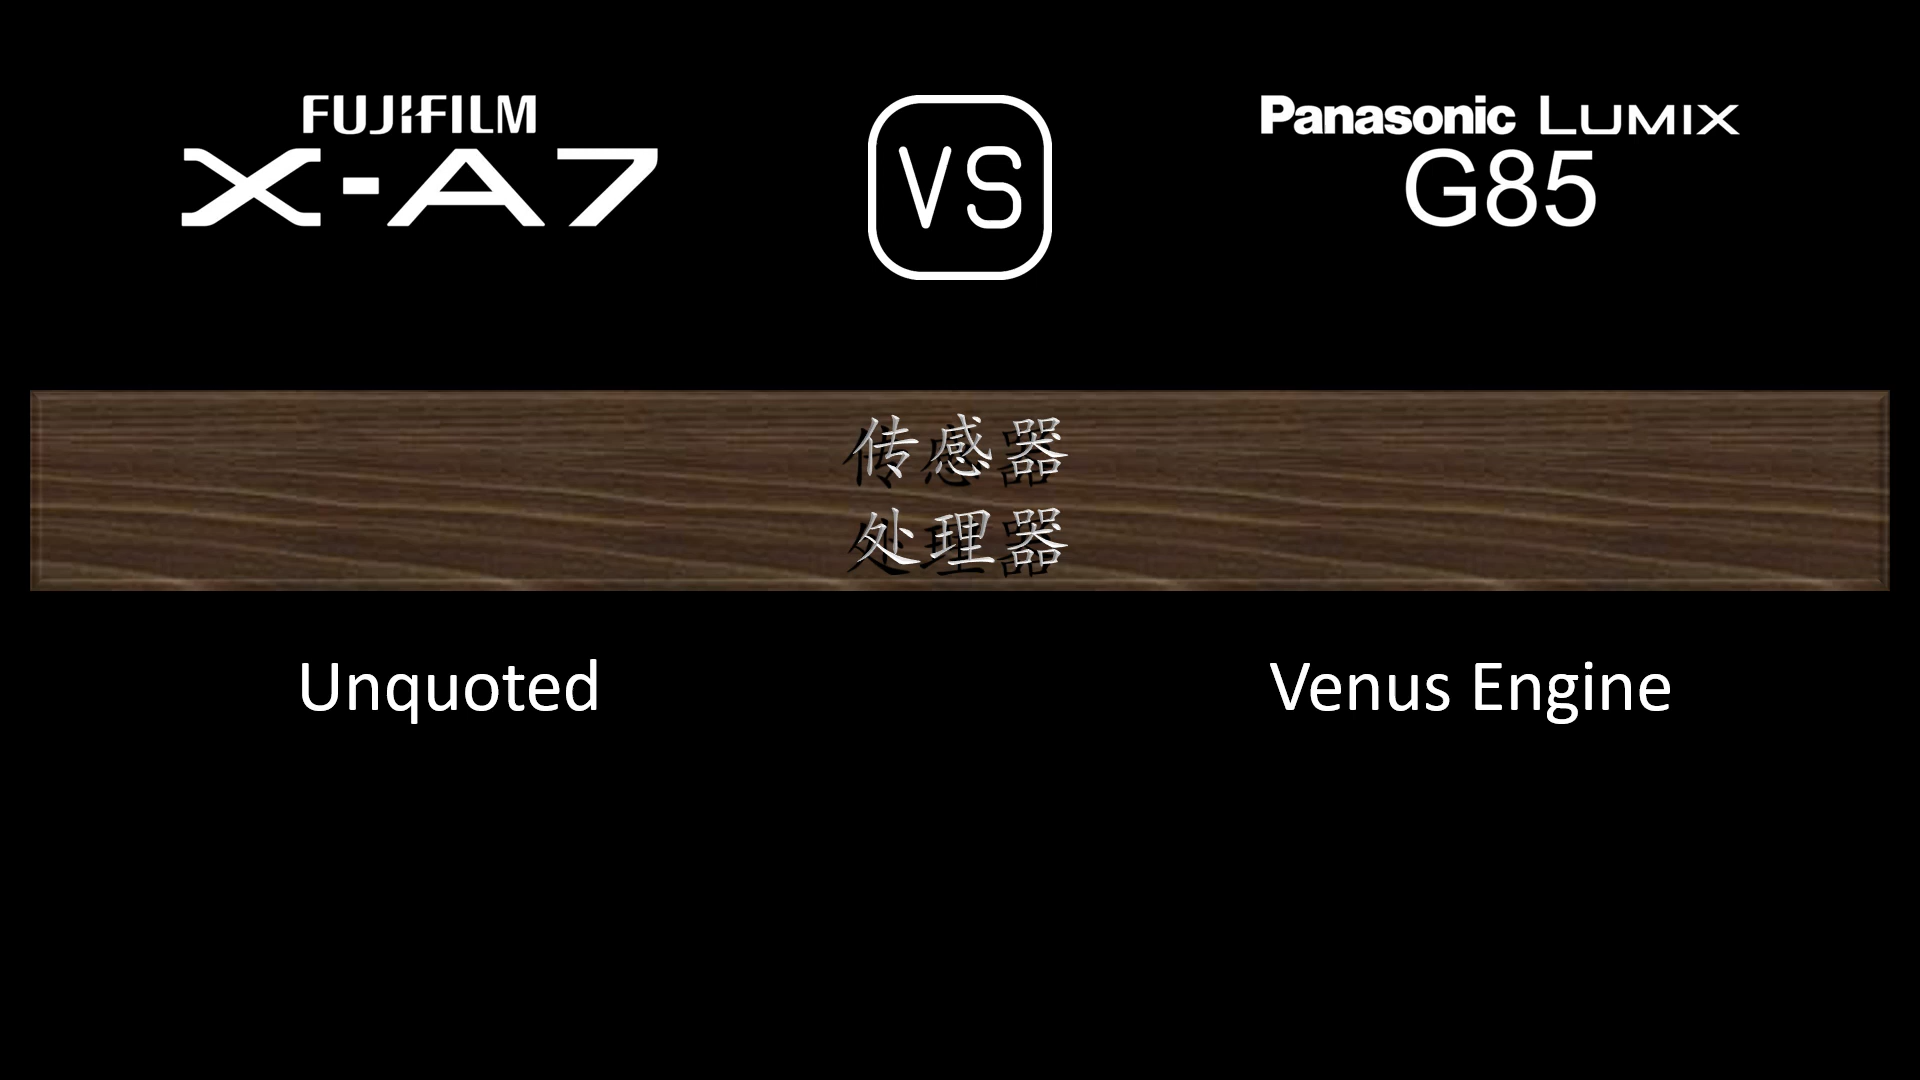 FUJIFILM
X-A7
VS
Panasonic LUMIX
G85
传感器
处理器
Unquoted
Venus Engine